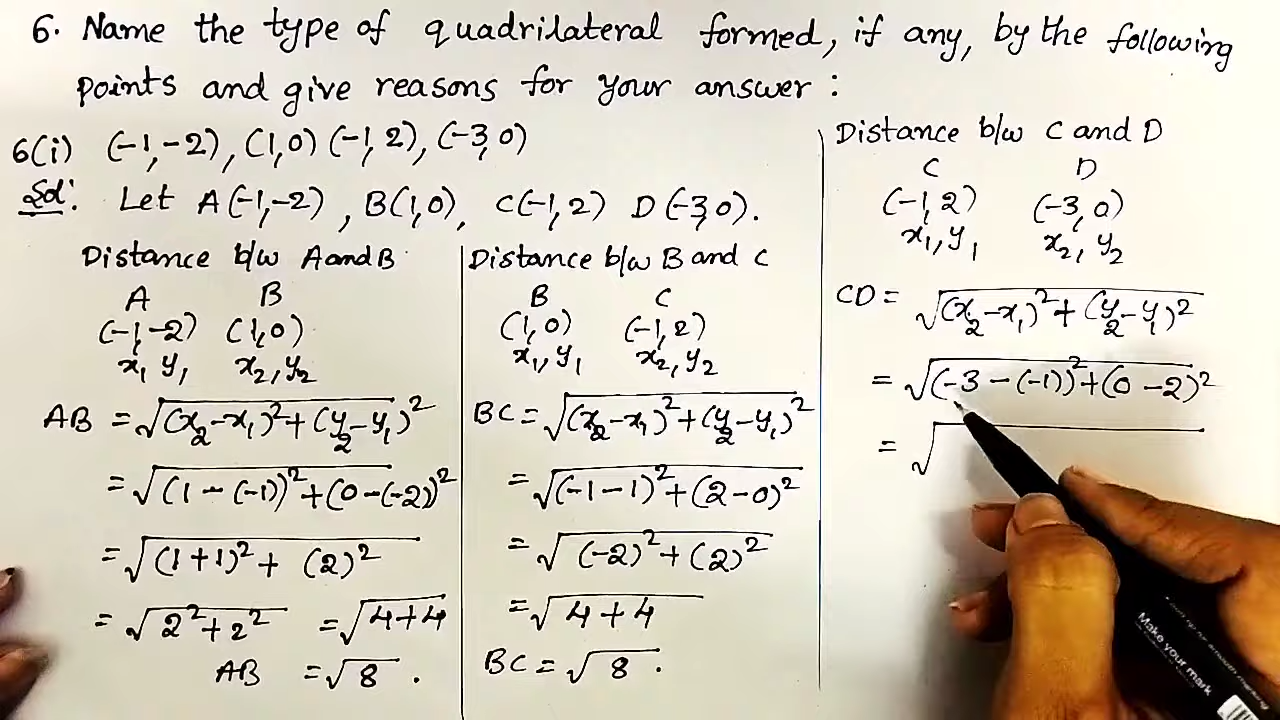 6. Name the type of quadrilateral formed, if any, by the following
points and give reasons for your answer :
6(i) (-1,-2), (1,0) (-1,2), (-3,0)
Sol: Let A(-1,-2) , B(1,0), C(-1,2) D(-3,0).
Distance b/w A and B
A B
(-1,-2) (1,0)
x₁ y₁ x₂, y₂
AB = √(x₂-x₁)²+(y₂-y₁)²
= √(1-(-1))²+(0-(-2))²
= √(1+1)²+ (2)²
= √2²+2² = √4+4
AB = √8 .
Distance b/w B and C
B C
(1,0) (-1,2)
x₁, y₁ x₂, y₂
BC = √(x₂-x₁)²+(y₂-y₁)²
= √(-1-1)²+(2-0)²
= √(-2)²+(2)²
= √4+4
BC = √8 .
Distance b/w C and D
C D
(-1,2) (-3,0)
x₁, y₁ x₂, y₂
CD = √(x₂-x₁)²+(y₂-y₁)²
= √(-3-(-1))²+(0-2)²
= √
Make your mark